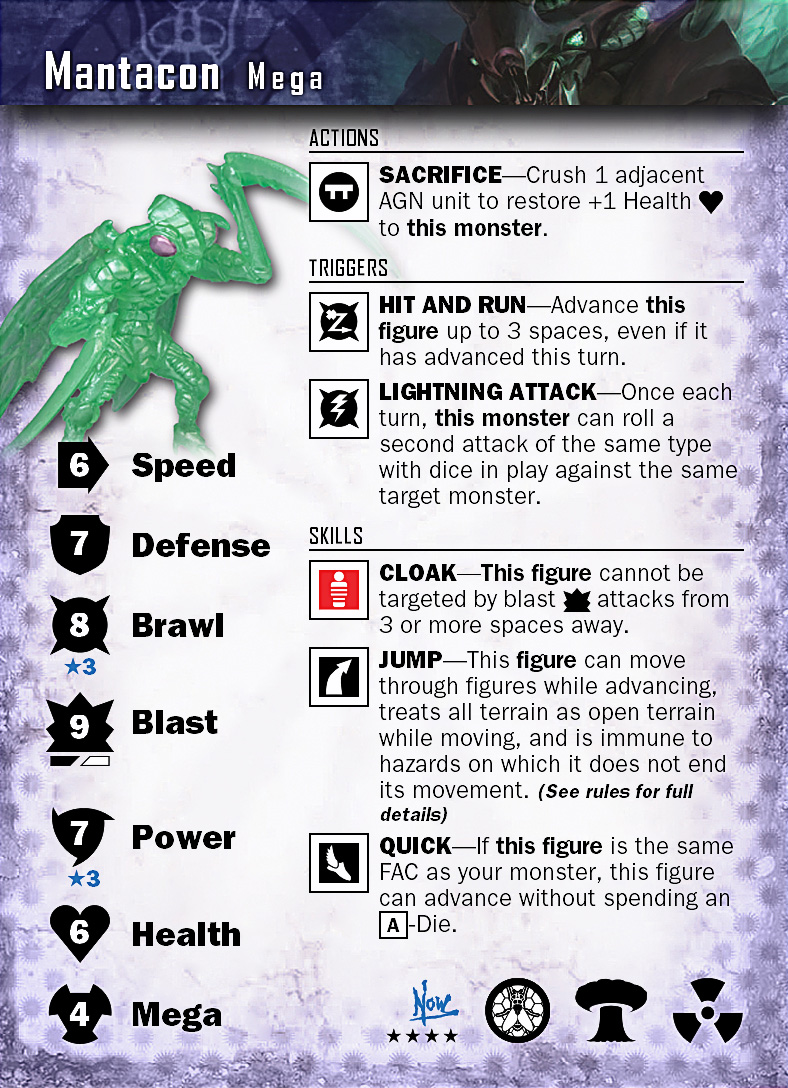 Mantacon Mega
ACTIONS
SACRIFICE—Crush 1 adjacent
AGN unit to restore +1 Health
to this monster.
TRIGGERS
HIT AND RUN—Advance this
figure up to 3 spaces, even if it
has advanced this turn.
LIGHTNING ATTACK—Once each
turn, this monster can roll a
second attack of the same type
with dice in play against the same
target monster.
SKILLS
CLOAK—This figure cannot be
targeted by blast attacks from
3 or more spaces away.
JUMP—This figure can move
through figures while advancing,
treats all terrain as open terrain
while moving, and is immune to
hazards on which it does not end
its movement. (See rules for full
details)
QUICK—If this figure is the same
FAC as your monster, this figure
can advance without spending an
A-Die.
6 Speed
7 Defense
8 Brawl
★3
9 Blast
7 Power
★3
6 Health
4 Mega
Now
★★★★